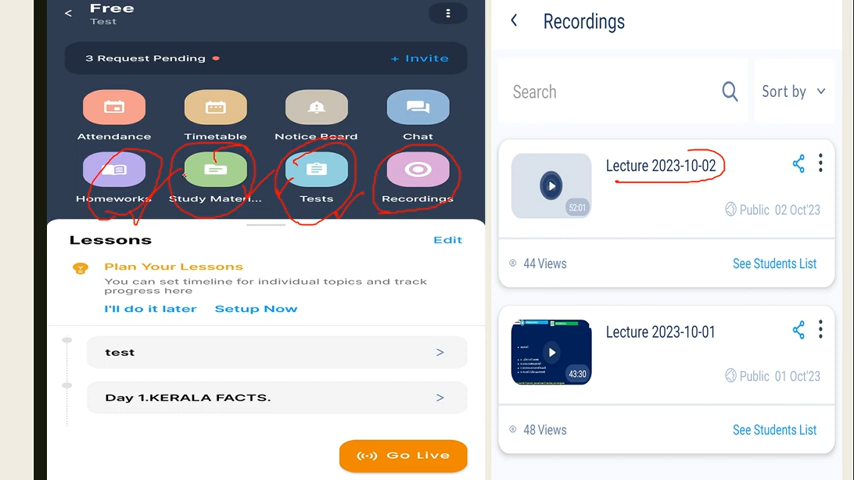 Free
Test
3 Request Pending
+ Invite
Attendance
Timetable
Notice Board
Chat
Homeworks
Study Materi...
Tests
Recordings
Lessons
Edit
Plan Your Lessons
You can set timeline for individual topics and track
progress here
I'll do it later
Setup Now
test
Day 1.KERALA FACTS.
Go Live
Recordings
Search
Sort by
Lecture 2023-10-02
52:01
Public 02 Oct'23
44 Views
See Students List
Lecture 2023-10-01
43:30
Public 01 Oct'23
48 Views
See Students List